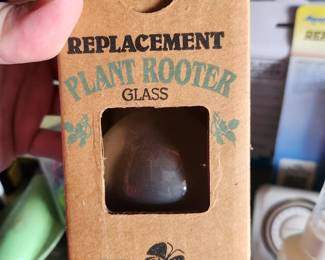 REPLACEMENT
PLANT ROOTER
GLASS